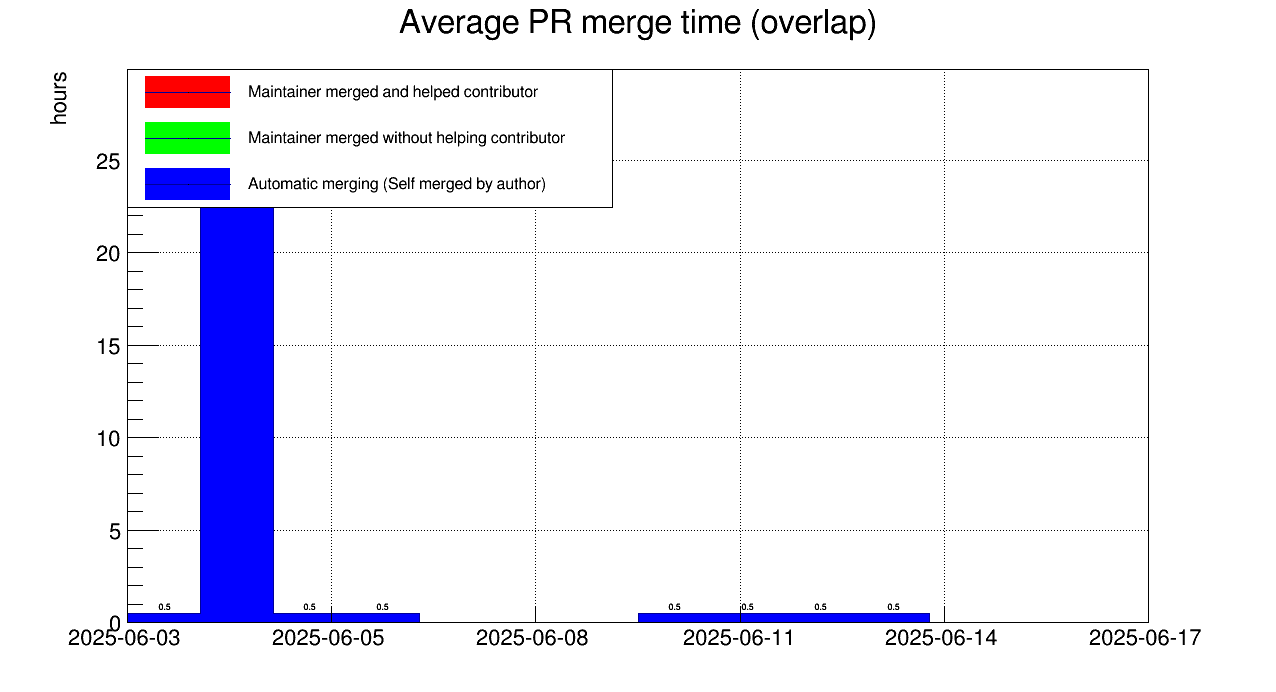 Average PR merge time (overlap)
hours
Maintainer merged and helped contributor
Maintainer merged without helping contributor
Automatic merging (Self merged by author)
25
20
15
10
5
0
0.5 0.5 0.5 0.5 0.5 0.5 0.5
2025-06-03 2025-06-05 2025-06-08 2025-06-11 2025-06-14 2025-06-17